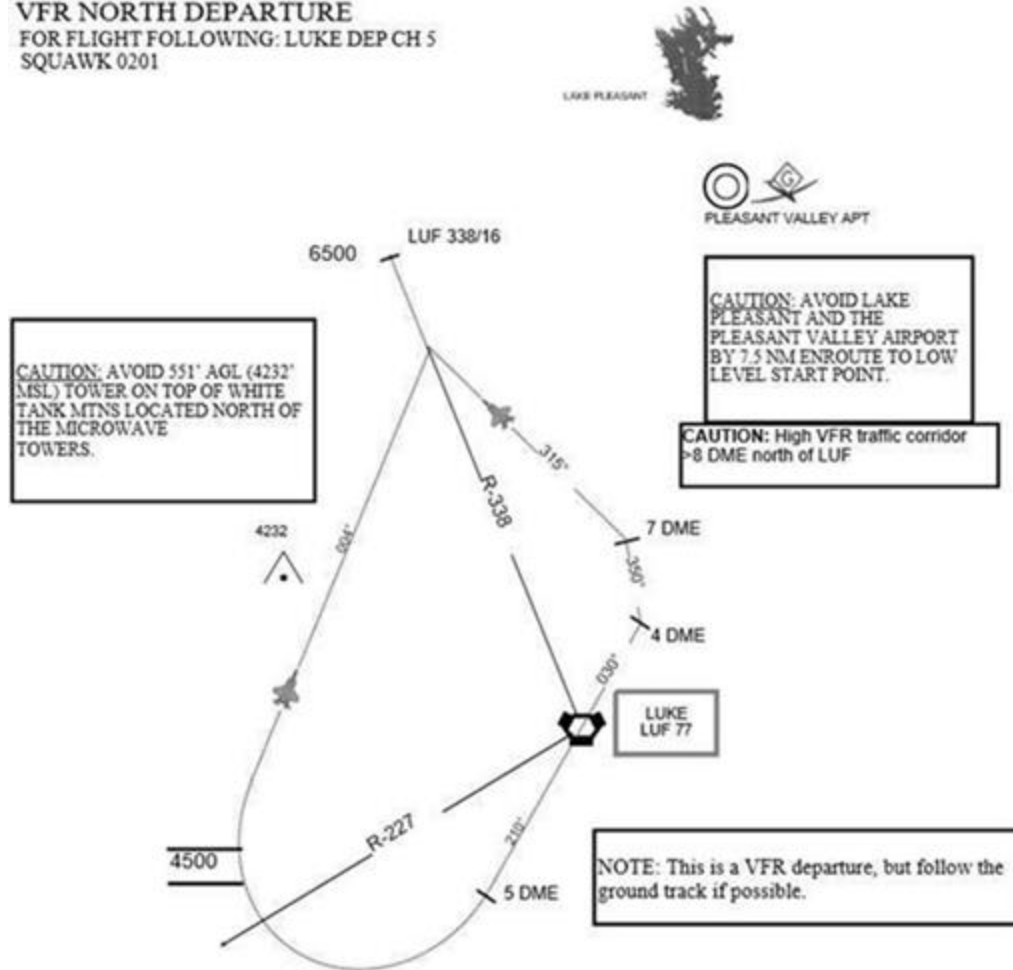 VFR NORTH DEPARTURE
FOR FLIGHT FOLLOWING: LUKE DEP CH 5
SQUAWK 0201
LAKE PLEASANT
G
PLEASANT VALLEY APT
LUF 338/16
6500
CAUTION: AVOID LAKE
PLEASANT AND THE
PLEASANT VALLEY AIRPORT
BY 7.5 NM ENROUTE TO LOW
LEVEL START POINT.
CAUTION: AVOID 551' AGL (4232'
MSL) TOWER ON TOP OF WHITE
TANK MTNS LOCATED NORTH OF
THE MICROWAVE
TOWERS.
CAUTION: High VFR traffic corridor
>8 DME north of LUF
315°
R-338
7 DME
4232
004°
350°
4 DME
030°
LUKE
LUF 77
R-227
210°
4500
5 DME
NOTE: This is a VFR departure, but follow the
ground track if possible.